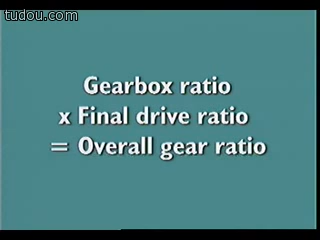 tudou.com
Gearbox ratio
x Final drive ratio
= Overall gear ratio